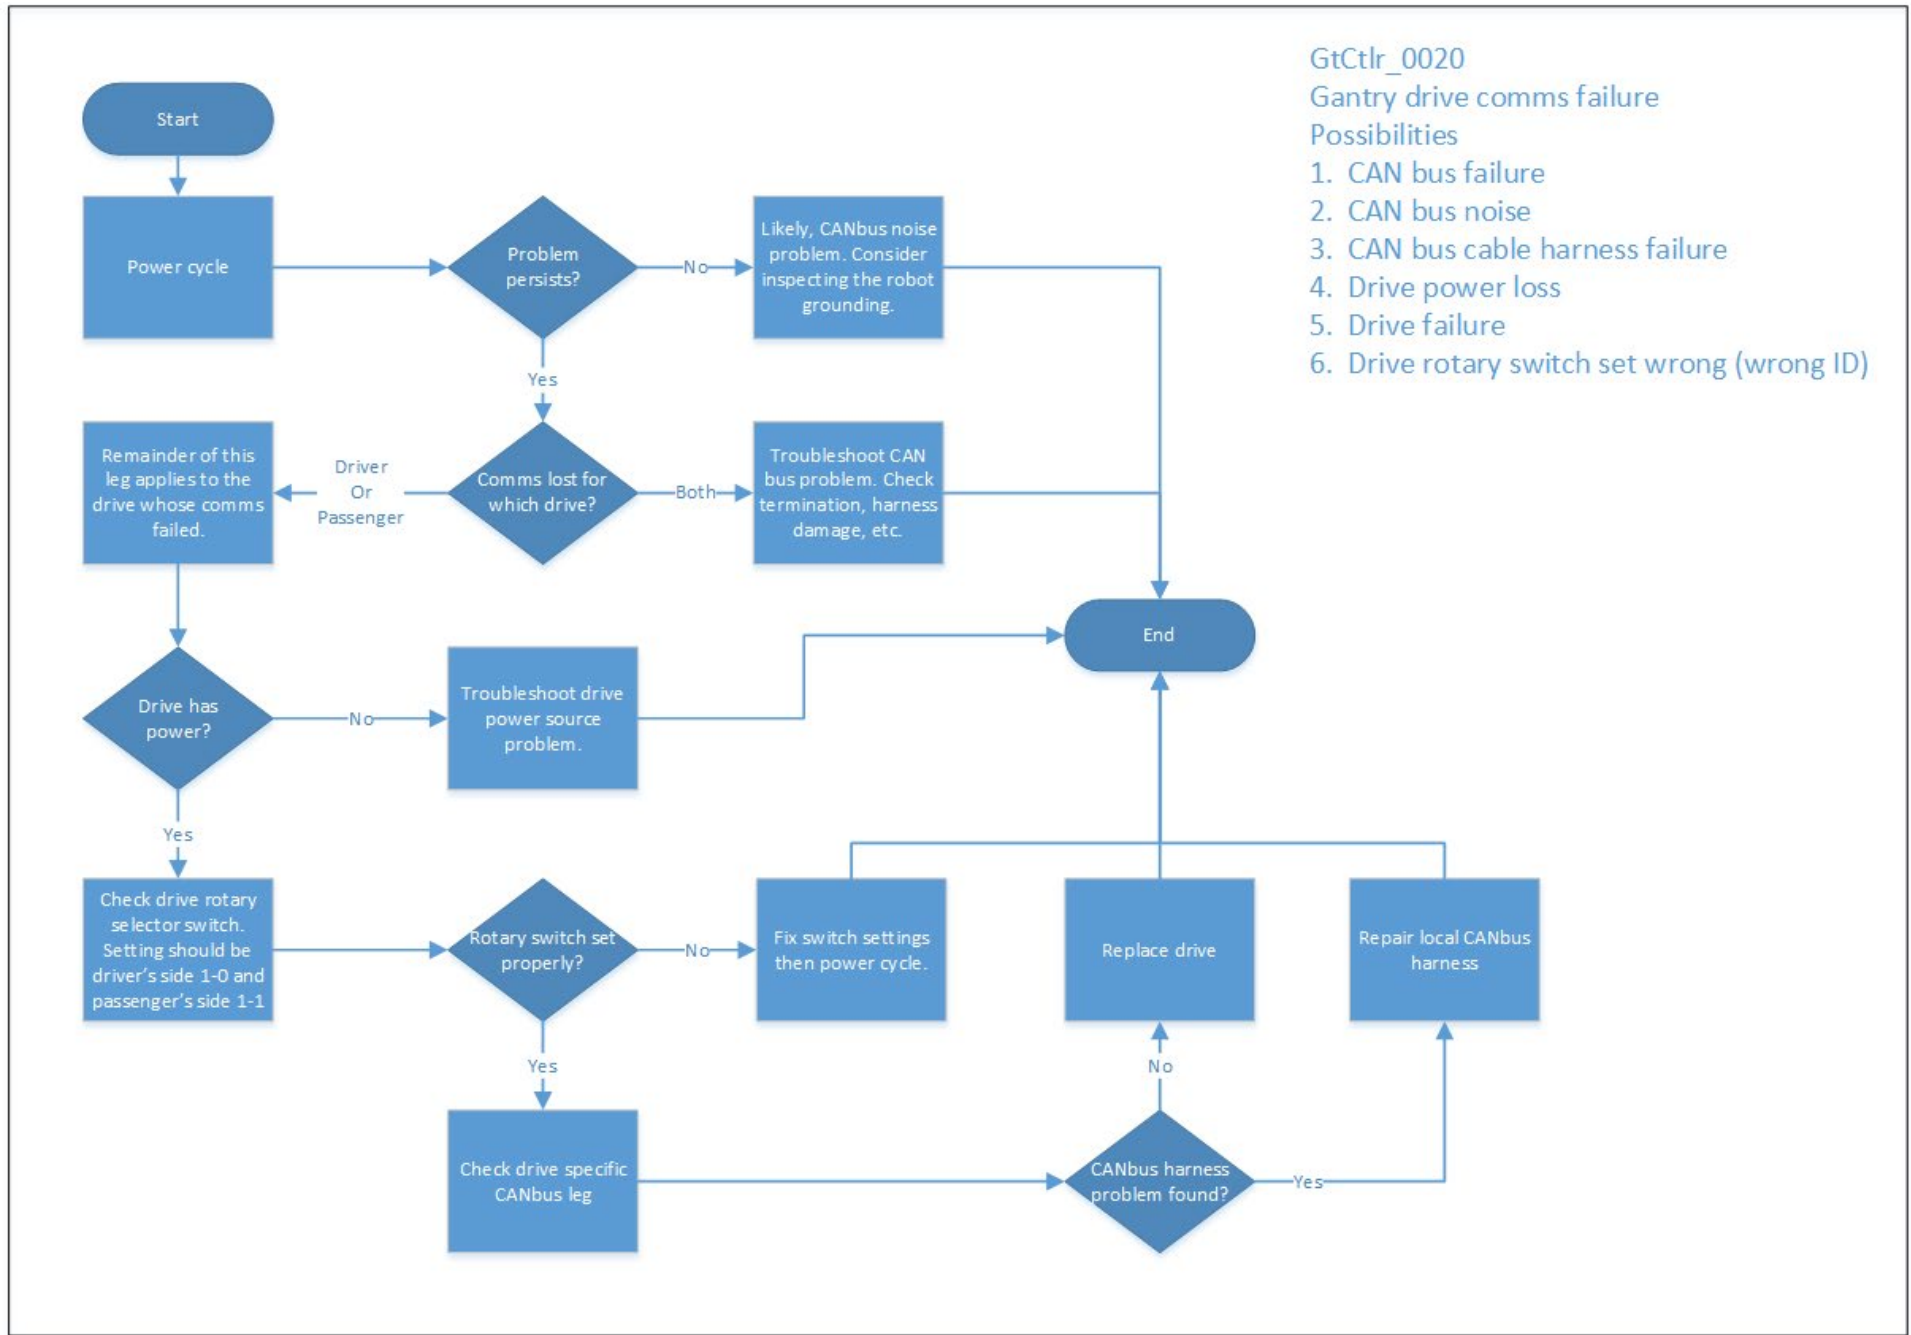 GtCtlr_0020
Gantry drive comms failure
Possibilities
1. CAN bus failure
2. CAN bus noise
3. CAN bus cable harness failure
4. Drive power loss
5. Drive failure
6. Drive rotary switch set wrong (wrong ID)
Start
Power cycle
Problem
persists?
No
Likely, CANbus noise
problem. Consider
inspecting the robot
grounding.
Yes
Comms lost for
which drive?
Both
Troubleshoot CAN
bus problem. Check
termination, harness
damage, etc.
Driver
Or
Passenger
Remainder of this
leg applies to the
drive whose comms
failed.
End
Drive has
power?
No
Troubleshoot drive
power source
problem.
Yes
Check drive rotary
selector switch.
Setting should be
driver’s side 1-0 and
passenger’s side 1-1
Rotary switch set
properly?
No
Fix switch settings
then power cycle.
Replace drive
Repair local CANbus
harness
Yes
No
Check drive specific
CANbus leg
CANbus harness
problem found?
Yes